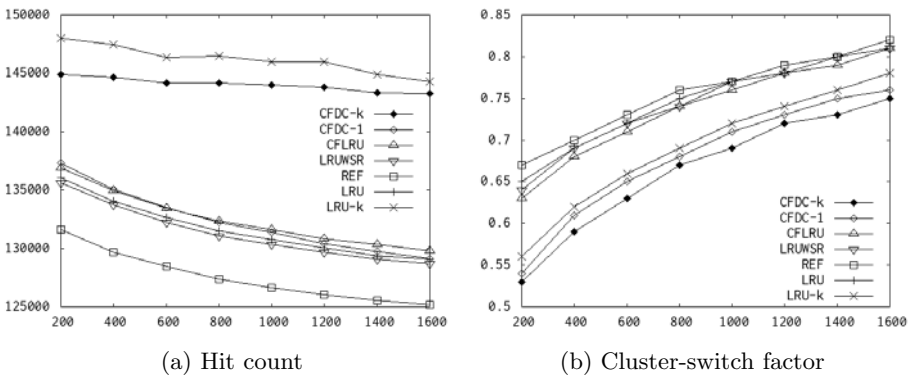 150000
145000
140000
135000
130000
125000
200 400 600 800 1000 1200 1400 1600
CFDC-k
CFDC-1
CFLRU
LRUWSR
REF
LRU
LRU-k
(a) Hit count
0.85
0.8
0.75
0.7
0.65
0.6
0.55
0.5
200 400 600 800 1000 1200 1400 1600
CFDC-k
CFDC-1
CFLRU
LRUWSR
REF
LRU
LRU-k
(b) Cluster-switch factor